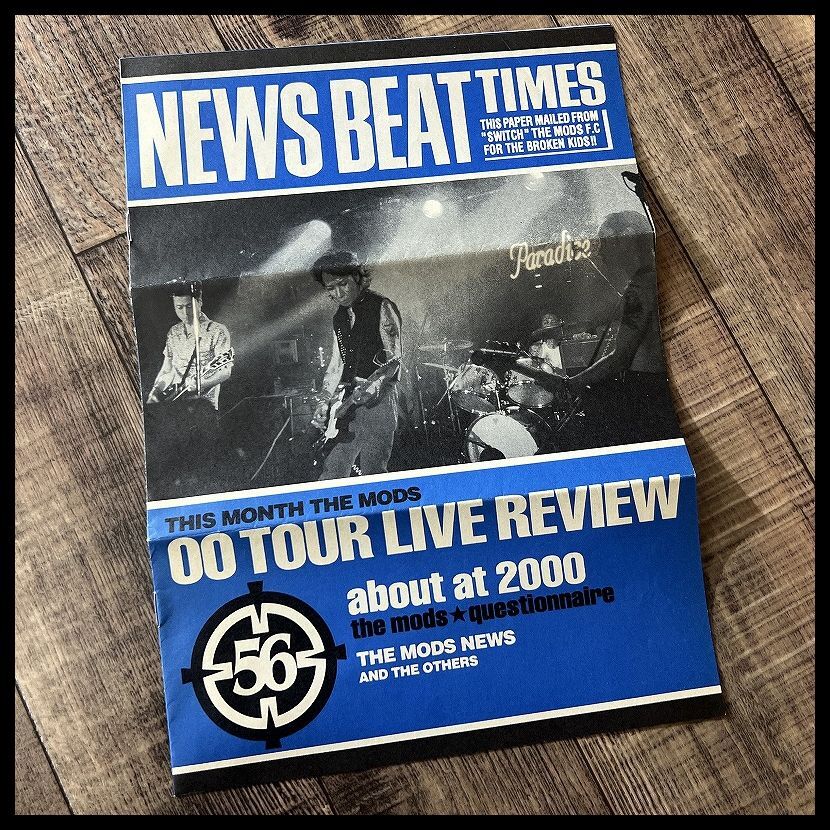 NEWS BEAT TIMES
THIS PAPER MAILED FROM
"SWITCH" THE MODS F.C
FOR THE BROKEN KIDS!!
Paradise
THIS MONTH THE MODS
00 TOUR LIVE REVIEW
about at 2000
the mods★questionnaire
THE MODS NEWS
AND THE OTHERS
56